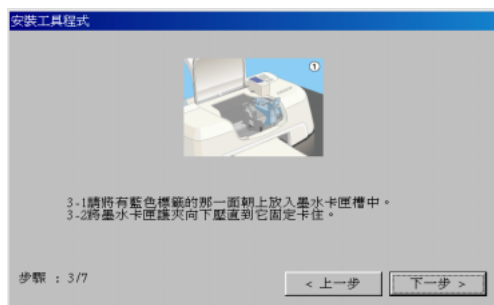 安裝工具程式
①
3-1請將有藍色標籤的那一面朝上放入墨水卡匣槽中。
3-2將墨水卡匣護夾向下壓直到它固定卡住。
步驟 : 3/7
< 上一步
下一步 >